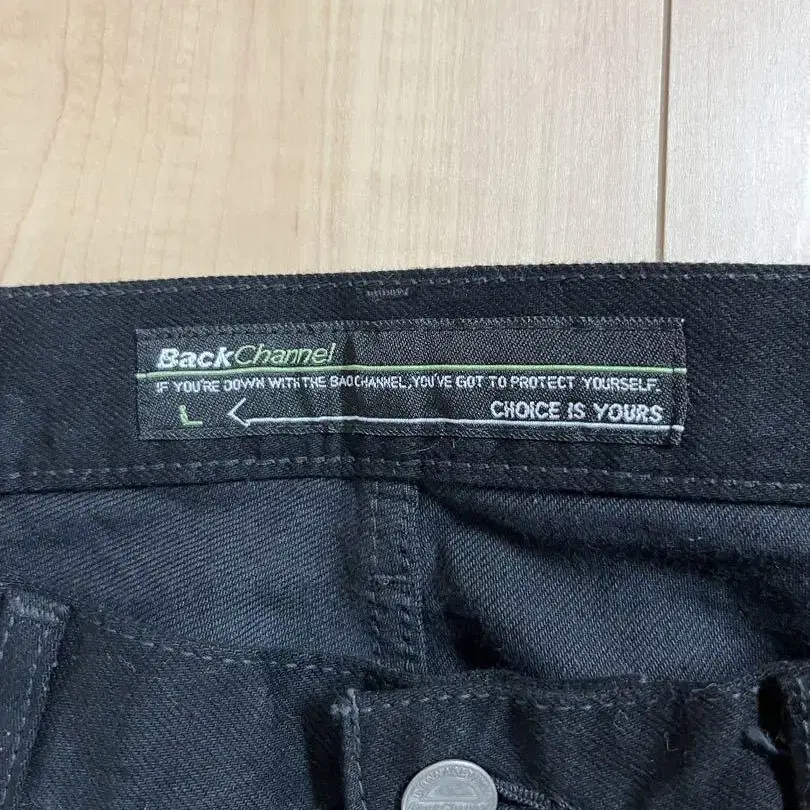 BackChannel
IF YOU'RE DOWN WITH THE BACKCHANNEL, YOU'VE GOT TO PROTECT YOURSELF.
L
CHOICE IS YOURS